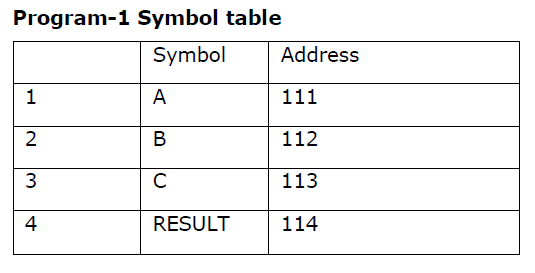 Program-1 Symbol table
Symbol Address
1 A 111
2 B 112
3 C 113
4 RESULT 114